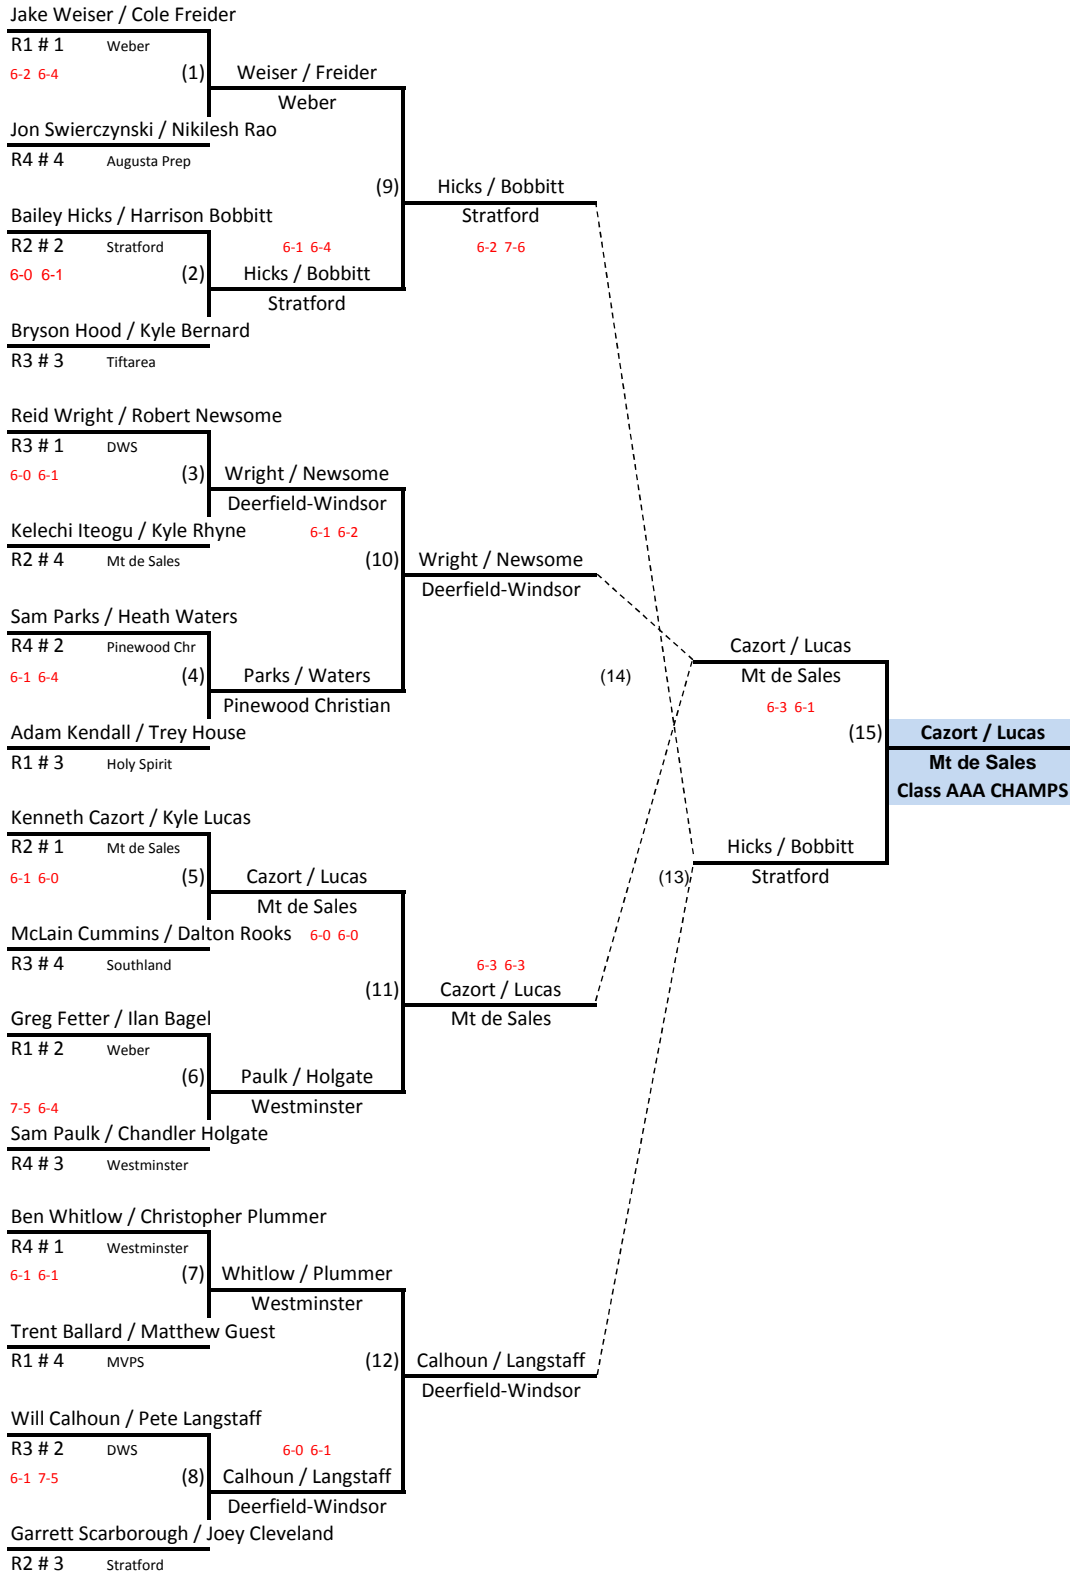 Jake Weiser / Cole Freider
R1 # 1 Weber
6-2 6-4 (1) Weiser / Freider
Weber
Jon Swierczynski / Nikilesh Rao
R4 # 4 Augusta Prep
(9) Hicks / Bobbitt
Stratford
Bailey Hicks / Harrison Bobbitt
R2 # 2 Stratford 6-1 6-4 6-2 7-6
6-0 6-1 (2) Hicks / Bobbitt
Stratford
Bryson Hood / Kyle Bernard
R3 # 3 Tiftarea
Reid Wright / Robert Newsome
R3 # 1 DWS
6-0 6-1 (3) Wright / Newsome
Deerfield-Windsor
Kelechi Iteogu / Kyle Rhyne 6-1 6-2
R2 # 4 Mt de Sales (10) Wright / Newsome
Deerfield-Windsor
Sam Parks / Heath Waters
R4 # 2 Pinewood Chr Cazort / Lucas
6-1 6-4 (4) Parks / Waters (14) Mt de Sales
Pinewood Christian 6-3 6-1
Adam Kendall / Trey House (15) Cazort / Lucas
R1 # 3 Holy Spirit Mt de Sales
Class AAA CHAMPS
Kenneth Cazort / Kyle Lucas
R2 # 1 Mt de Sales Hicks / Bobbitt
6-1 6-0 (5) Cazort / Lucas (13) Stratford
Mt de Sales
McLain Cummins / Dalton Rooks 6-0 6-0
R3 # 4 Southland 6-3 6-3
(11) Cazort / Lucas
Mt de Sales
Greg Fetter / Ilan Bagel
R1 # 2 Weber
(6) Paulk / Holgate
7-5 6-4 Westminster
Sam Paulk / Chandler Holgate
R4 # 3 Westminster
Ben Whitlow / Christopher Plummer
R4 # 1 Westminster
6-1 6-1 (7) Whitlow / Plummer
Westminster
Trent Ballard / Matthew Guest
R1 # 4 MVPS (12) Calhoun / Langstaff
Deerfield-Windsor
Will Calhoun / Pete Langstaff
R3 # 2 DWS 6-0 6-1
6-1 7-5 (8) Calhoun / Langstaff
Deerfield-Windsor
Garrett Scarborough / Joey Cleveland
R2 # 3 Stratford